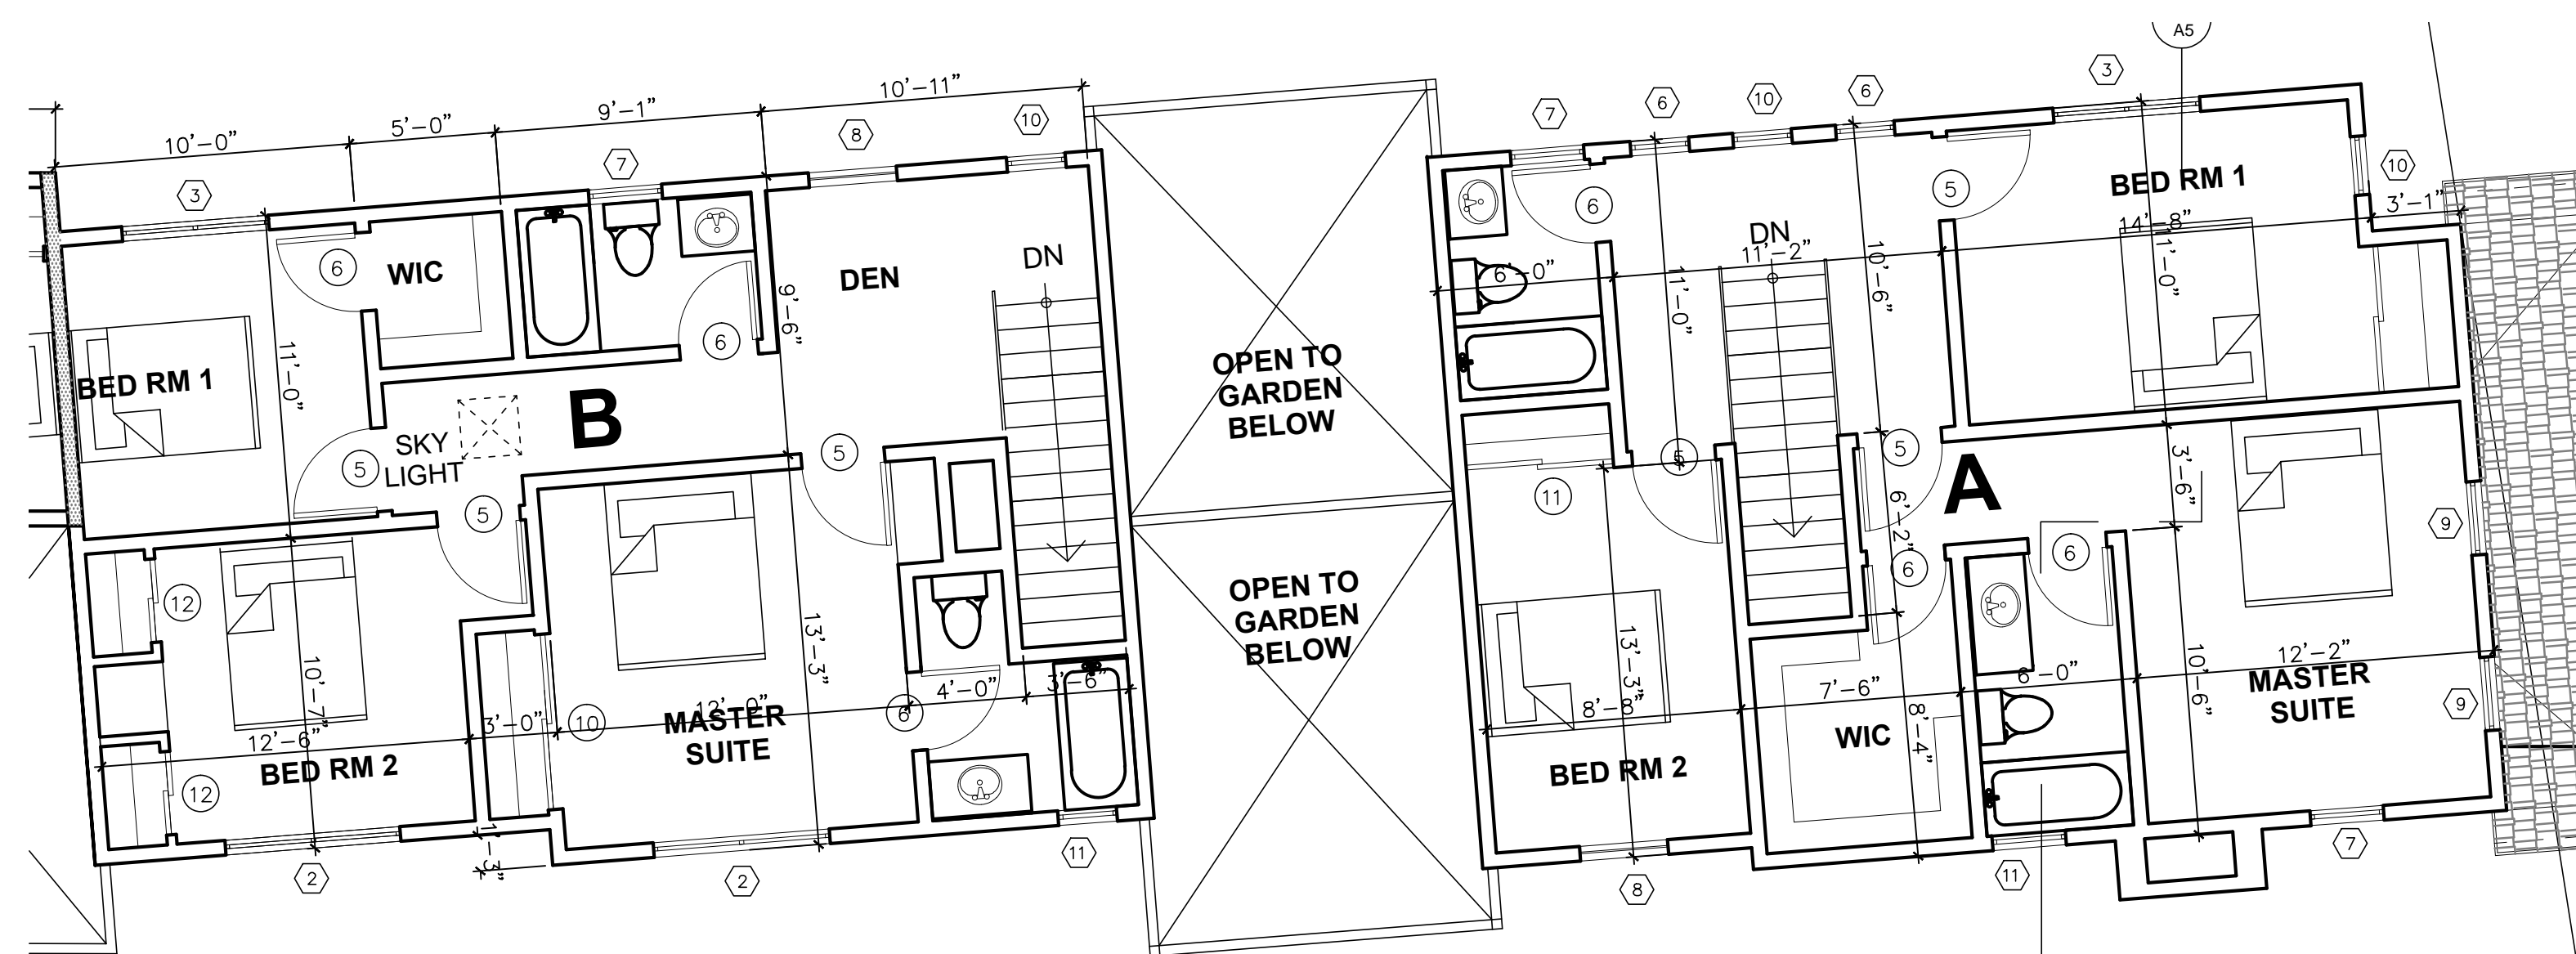 A5
10'-0"
5'-0"
9'-1"
10'-11"
3
7
8
10
7
6
10
6
3
10
6
WIC
DEN
DN
9'-6"
6
BED RM 1
11'-0"
SKY
LIGHT
5
B
5
5
12
12
10'-7"
12'-6"
BED RM 2
3'-0"
10
12'-0"
MASTER
SUITE
13'-3"
6
4'-0"
3'-6"
1'-3"
2
2
11
OPEN TO
GARDEN
BELOW
OPEN TO
GARDEN
BELOW
6
6'-0"
11'-0"
DN
11'-2"
10'-6"
5
BED RM 1
14'-8"
11'-0"
3'-1"
11
5
5
A
3'-6"
6'-2"
6
6
9
9
13'-3"
8'-8"
BED RM 2
7'-6"
WIC
8'-4"
6'-0"
10'-6"
12'-2"
MASTER
SUITE
8
11
7